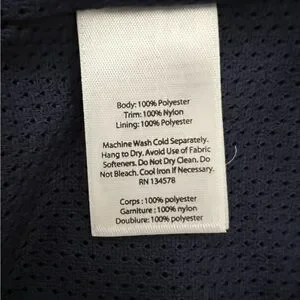 Body: 100% Polyester
Trim: 100% Nylon
Lining: 100% Polyester
Machine Wash Cold Separately.
Hang to Dry. Avoid Use of Fabric
Softeners. Do Not Dry Clean. Do
Not Bleach. Cool Iron If Necessary.
RN 134578
Corps : 100% polyester
Garniture : 100% nylon
Doublure: 100% polyester